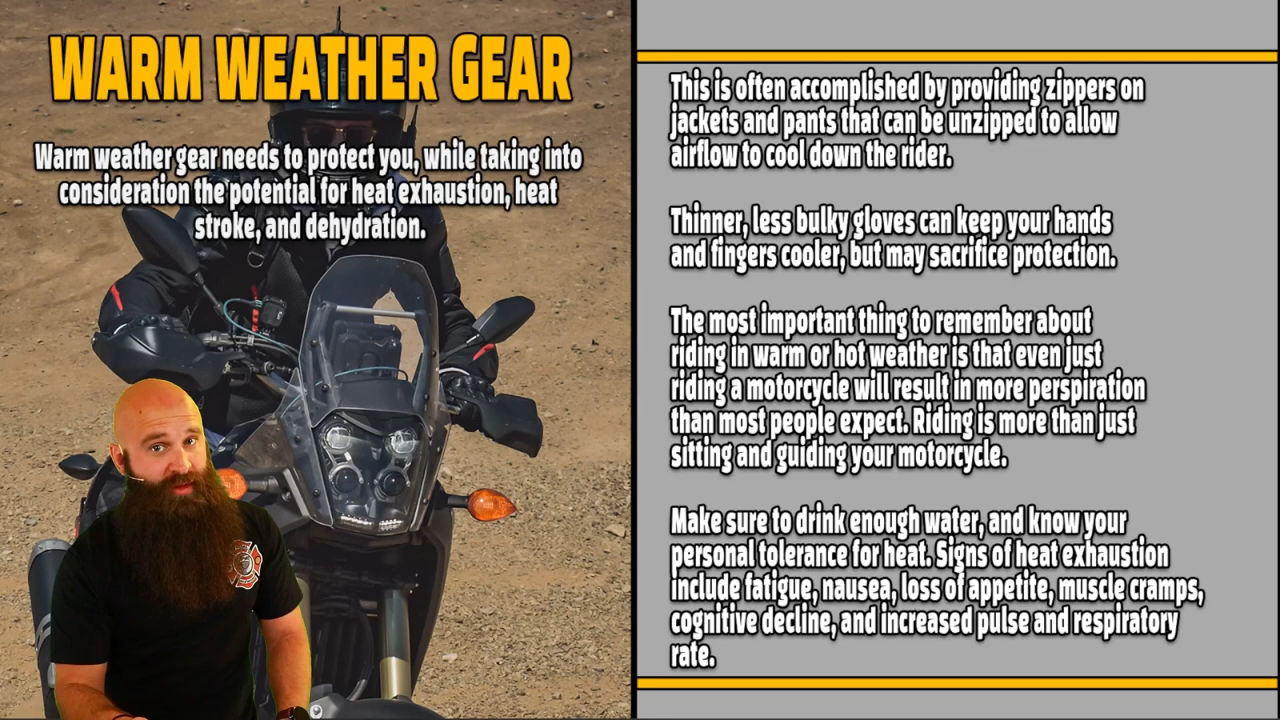 WARM WEATHER GEAR
Warm weather gear needs to protect you, while taking into
consideration the potential for heat exhaustion, heat
stroke, and dehydration.
This is often accomplished by providing zippers on
jackets and pants that can be unzipped to allow
airflow to cool down the rider.
Thinner, less bulky gloves can keep your hands
and fingers cooler, but may sacrifice protection.
The most important thing to remember about
riding in warm or hot weather is that even just
riding a motorcycle will result in more perspiration
than most people expect. Riding is more than just
sitting and guiding your motorcycle.
Make sure to drink enough water, and know your
personal tolerance for heat. Signs of heat exhaustion
include fatigue, nausea, loss of appetite, muscle cramps,
cognitive decline, and increased pulse and respiratory
rate.